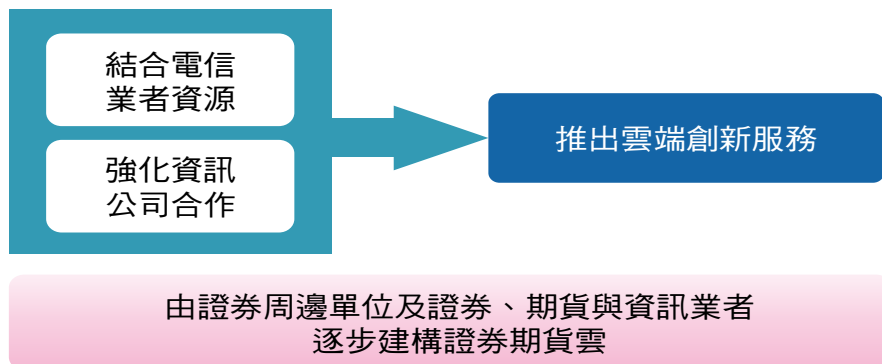 結合電信
業者資源
強化資訊
公司合作
推出雲端創新服務
由證券周邊單位及證券、期貨與資訊業者
逐步建構證券期貨雲